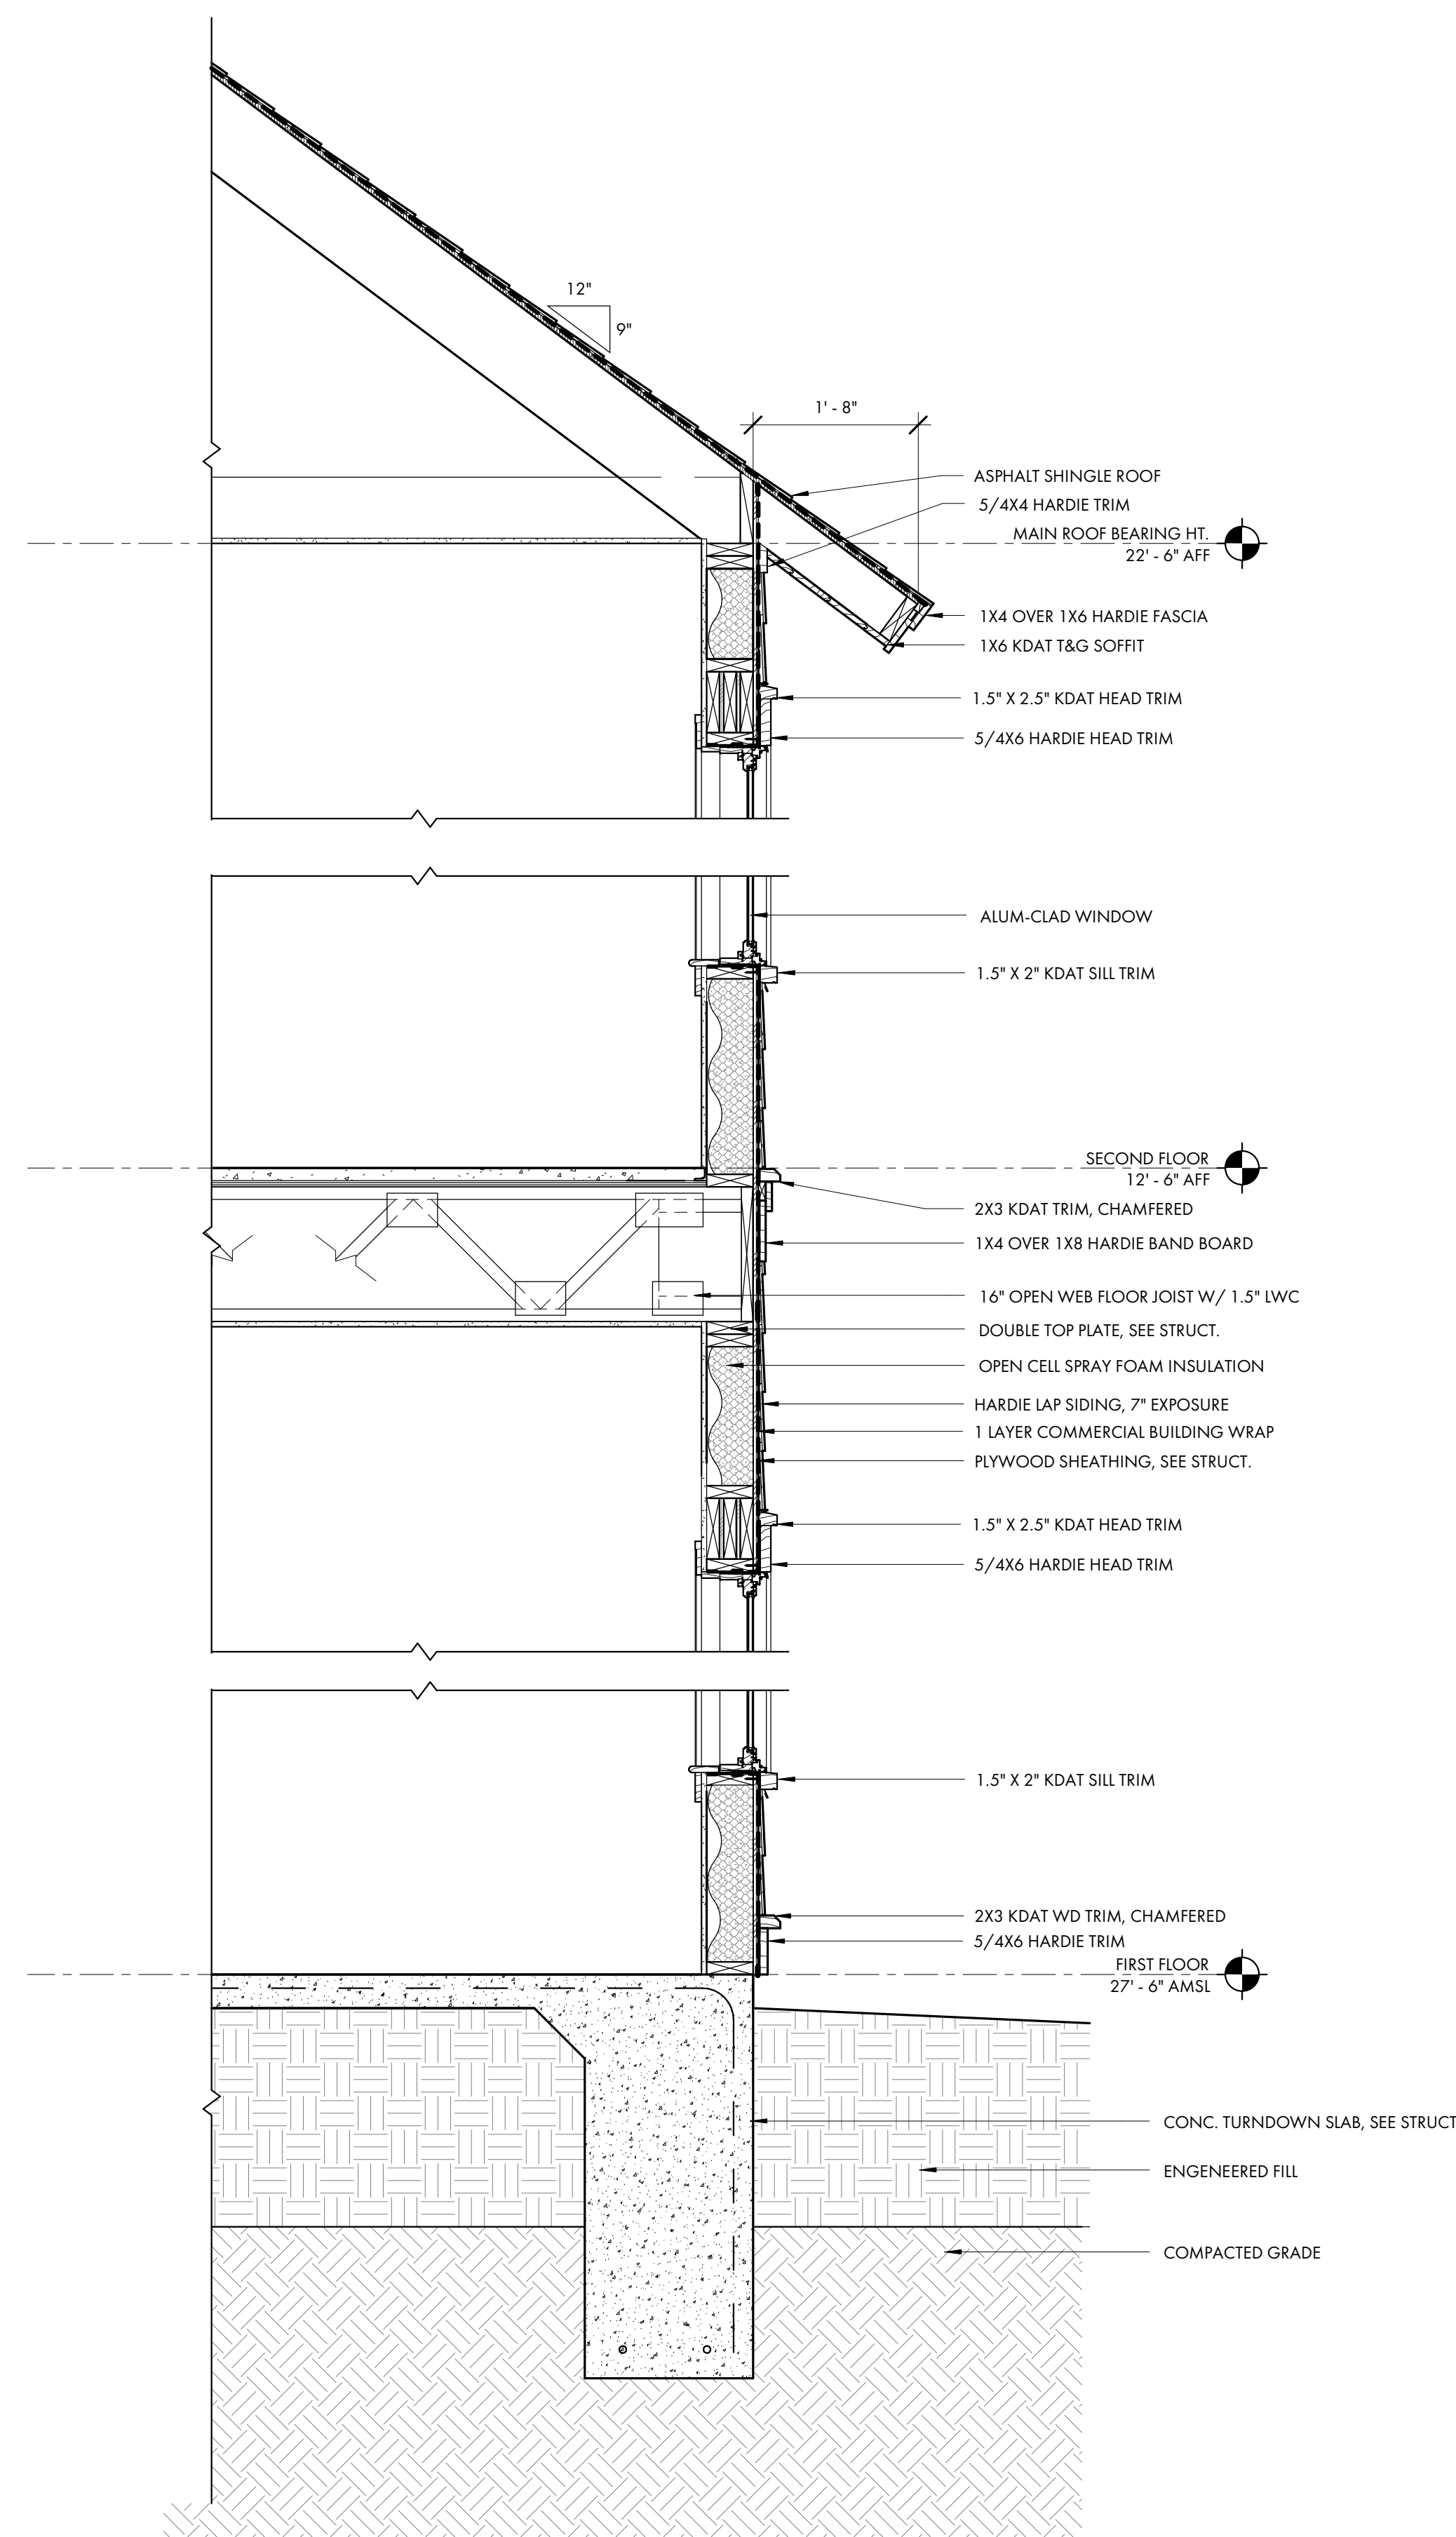 12"
9"
1' - 8"
ASPHALT SHINGLE ROOF
5/4X4 HARDIE TRIM
MAIN ROOF BEARING HT.
22' - 6" AFF
1X4 OVER 1X6 HARDIE FASCIA
1X6 KDAT T&G SOFFIT
1.5" X 2.5" KDAT HEAD TRIM
5/4X6 HARDIE HEAD TRIM
ALUM-CLAD WINDOW
1.5" X 2" KDAT SILL TRIM
SECOND FLOOR
12' - 6" AFF
2X3 KDAT TRIM, CHAMFERED
1X4 OVER 1X8 HARDIE BAND BOARD
16" OPEN WEB FLOOR JOIST W/ 1.5" LWC
DOUBLE TOP PLATE, SEE STRUCT.
OPEN CELL SPRAY FOAM INSULATION
HARDIE LAP SIDING, 7" EXPOSURE
1 LAYER COMMERCIAL BUILDING WRAP
PLYWOOD SHEATHING, SEE STRUCT.
1.5" X 2.5" KDAT HEAD TRIM
5/4X6 HARDIE HEAD TRIM
1.5" X 2" KDAT SILL TRIM
2X3 KDAT WD TRIM, CHAMFERED
5/4X6 HARDIE TRIM
FIRST FLOOR
27' - 6" AMSL
CONC. TURNDOWN SLAB, SEE STRUCT
ENGENEERED FILL
COMPACTED GRADE